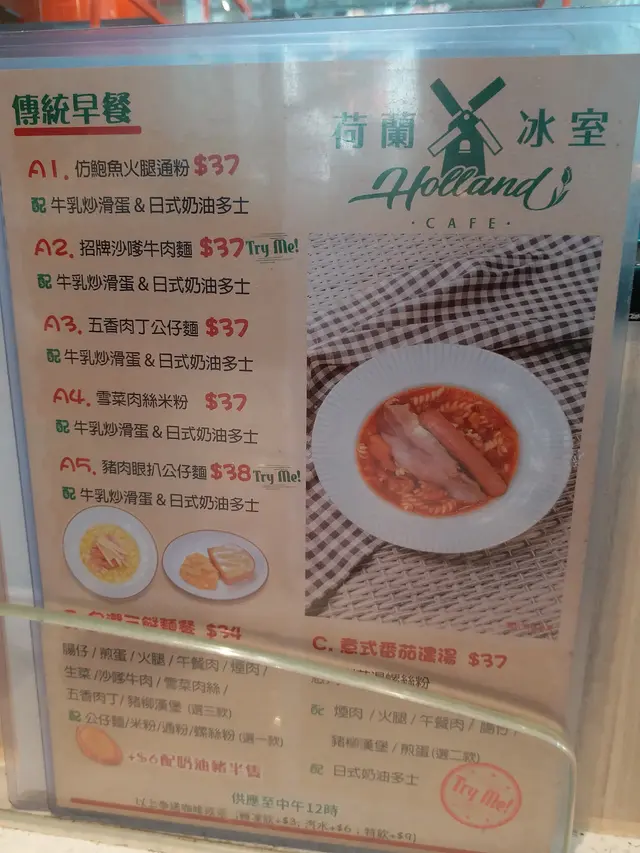 傳統早餐
A1. 仿鮑魚火腿通粉 $37
配 牛乳炒滑蛋&日式奶油多士
A2. 招牌沙嗲牛肉麵 $37 Try Me!
配 牛乳炒滑蛋&日式奶油多士
A3. 五香肉丁公仔麵 $37
配 牛乳炒滑蛋&日式奶油多士
A4. 雪菜肉絲米粉 $37
配 牛乳炒滑蛋&日式奶油多士
A5. 豬肉眼扒公仔麵 $38 Try Me!
配 牛乳炒滑蛋&日式奶油多士
$34
腸仔/煎蛋/火腿/午餐肉/煙肉/
生菜/沙嗲牛肉/雪菜肉絲/
五香肉丁/豬柳漢堡(選三款)
配 公仔麵/米粉/通粉/螺絲粉(選一款)
荷蘭冰室
Holland
CAFE
C. 意式番茄濃湯 $37
螺絲粉
配 煙肉/火腿/午餐肉/腸仔/
豬柳漢堡/煎蛋(選二款)
配 日式奶油多士
Try Me!
供應至中午12時